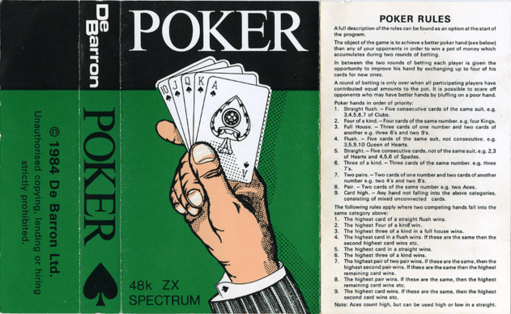 De Barron
POKER
© 1984 De Barron Ltd.
Unauthorised copying, lending or hiring
strictly prohibited.
POKER
10
J
Q
K
A
A
48k ZX
SPECTRUM
POKER RULES
A full description of the rules can be found as an option at the start of
the program.
The object of the game is to achieve a better poker hand (see below)
than any of your opponents in order to win a pot of money which
accumulates during two rounds of betting.
In between the two rounds of betting each player is given the
opportunity to improve his hand by exchanging up to four of his
cards for new ones.
A round of betting is only over when all participating players have
contributed equal amounts to the pot. It is possible to scare off
opponents who may have better hands by bluffing on a poor hand.
Poker hands in order of priority:
1. Straight flush. – Five consecutive cards of the same suit. e.g.
3,4,5,6,7 of Clubs.
2. Four of a kind. – Four cards of the same number. e.g. four Kings.
3. Full House. – Three cards of one number and two cards of
another e.g. three 6's and two 9's.
4. Flush. – Five cards of the same suit, not consecutive. e.g.
3,5,9,10 Queen of Hearts.
5. Straight. – Five consecutive cards, not of the same suit. e.g. 2,3
of Hearts and 4,5,6 of Spades.
6. Three of a kind. – Three cards of the same number e.g. three
7's.
7. Two pairs. – Two cards of one number and two cards of another
number e.g. two 4's and two 8's.
8. Pair. – Two cards of the same number e.g. two Aces.
9. Card high. – Any hand not falling into the above catagories,
consisting of mixed unconnected cards.
The following rules apply where two competing hands fall into the
same category above:
1. The highest card of a straight flush wins.
2. The highest Four of a kind win.
3. The highest three of a kind in a full house wins.
4. The highest card in a flush wins. If these are the same then the
second highest card wins etc.
5. The highest card in a straight wins.
6. The highest three of a kind wins.
7. The highest pair of two pair wins. If these are the same, then the
highest second pair wins. If these are the same then the highest
remaining card wins.
8. The highest pair wins. If these are the same, then the highest
remaining card wins etc.
9. The highest card wins. If these are the same, then the highest
second card wins etc.
Note: Aces count high, but can be used high or low in a straight.